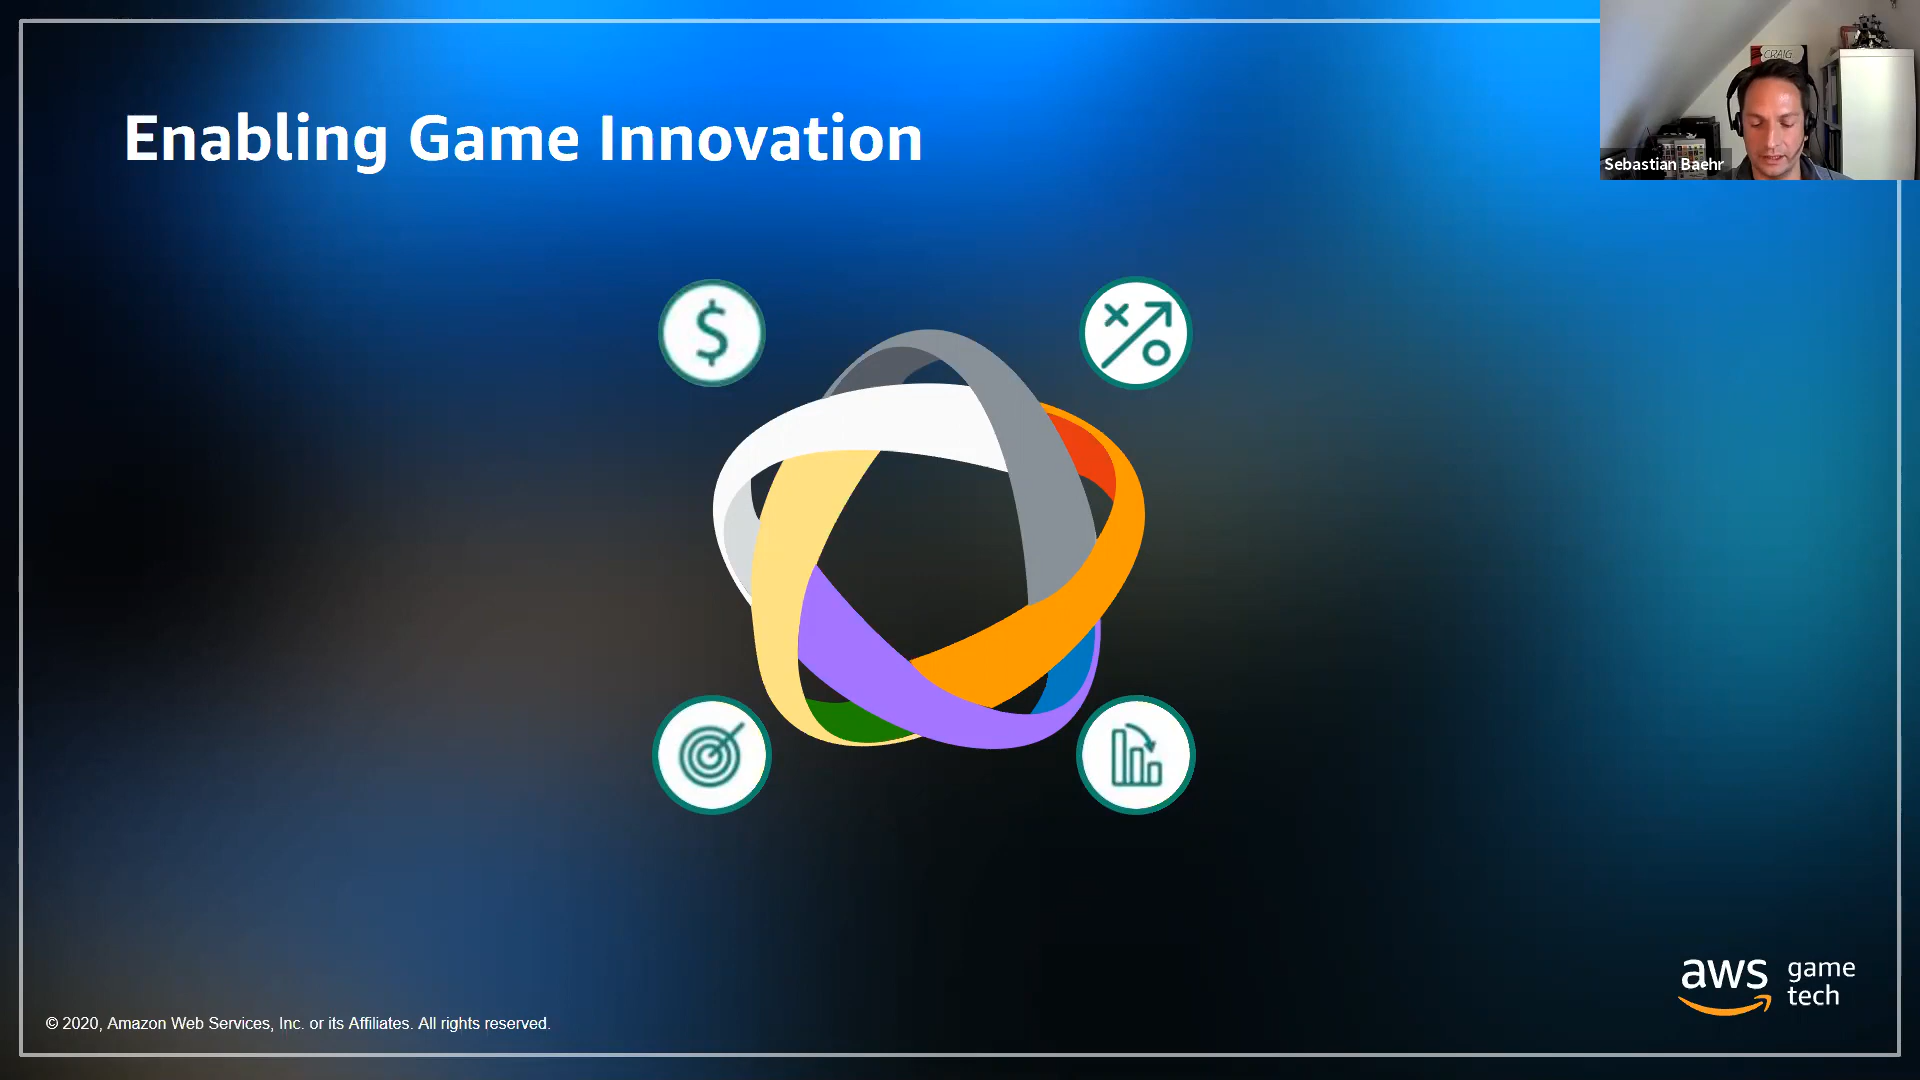 Enabling Game Innovation
CRAIG
Sebastian Baehr
$
aws game
tech
© 2020, Amazon Web Services, Inc. or its Affiliates. All rights reserved.